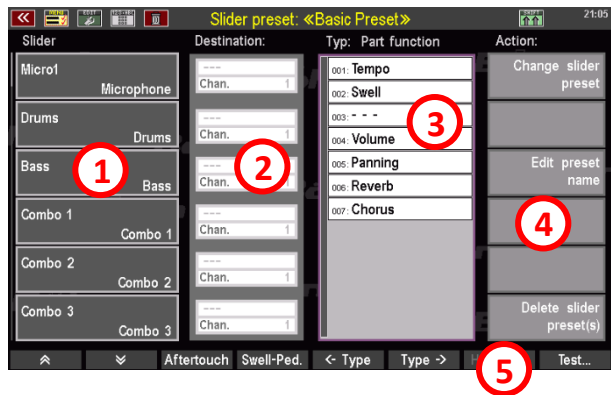 MENU EDIT
Slider preset: «Basic Preset»
SHIFT
21:05
Slider Destination: Typ: Part function Action:
Micro1
Microphone
Drums
Drums
Bass
Bass
Combo 1
Combo 1
Combo 2
Combo 2
Combo 3
Combo 3
---
Chan. 1
---
Chan. 1
---
Chan. 1
---
Chan. 1
---
Chan. 1
---
Chan. 1
001: Tempo
002: Swell
003: - - -
004: Volume
005: Panning
006: Reverb
007: Chorus
Change slider
preset
Edit preset
name
Delete slider
preset(s)
1
2
3
4
5
Aftertouch Swell-Ped. <- Type Type -> Test...